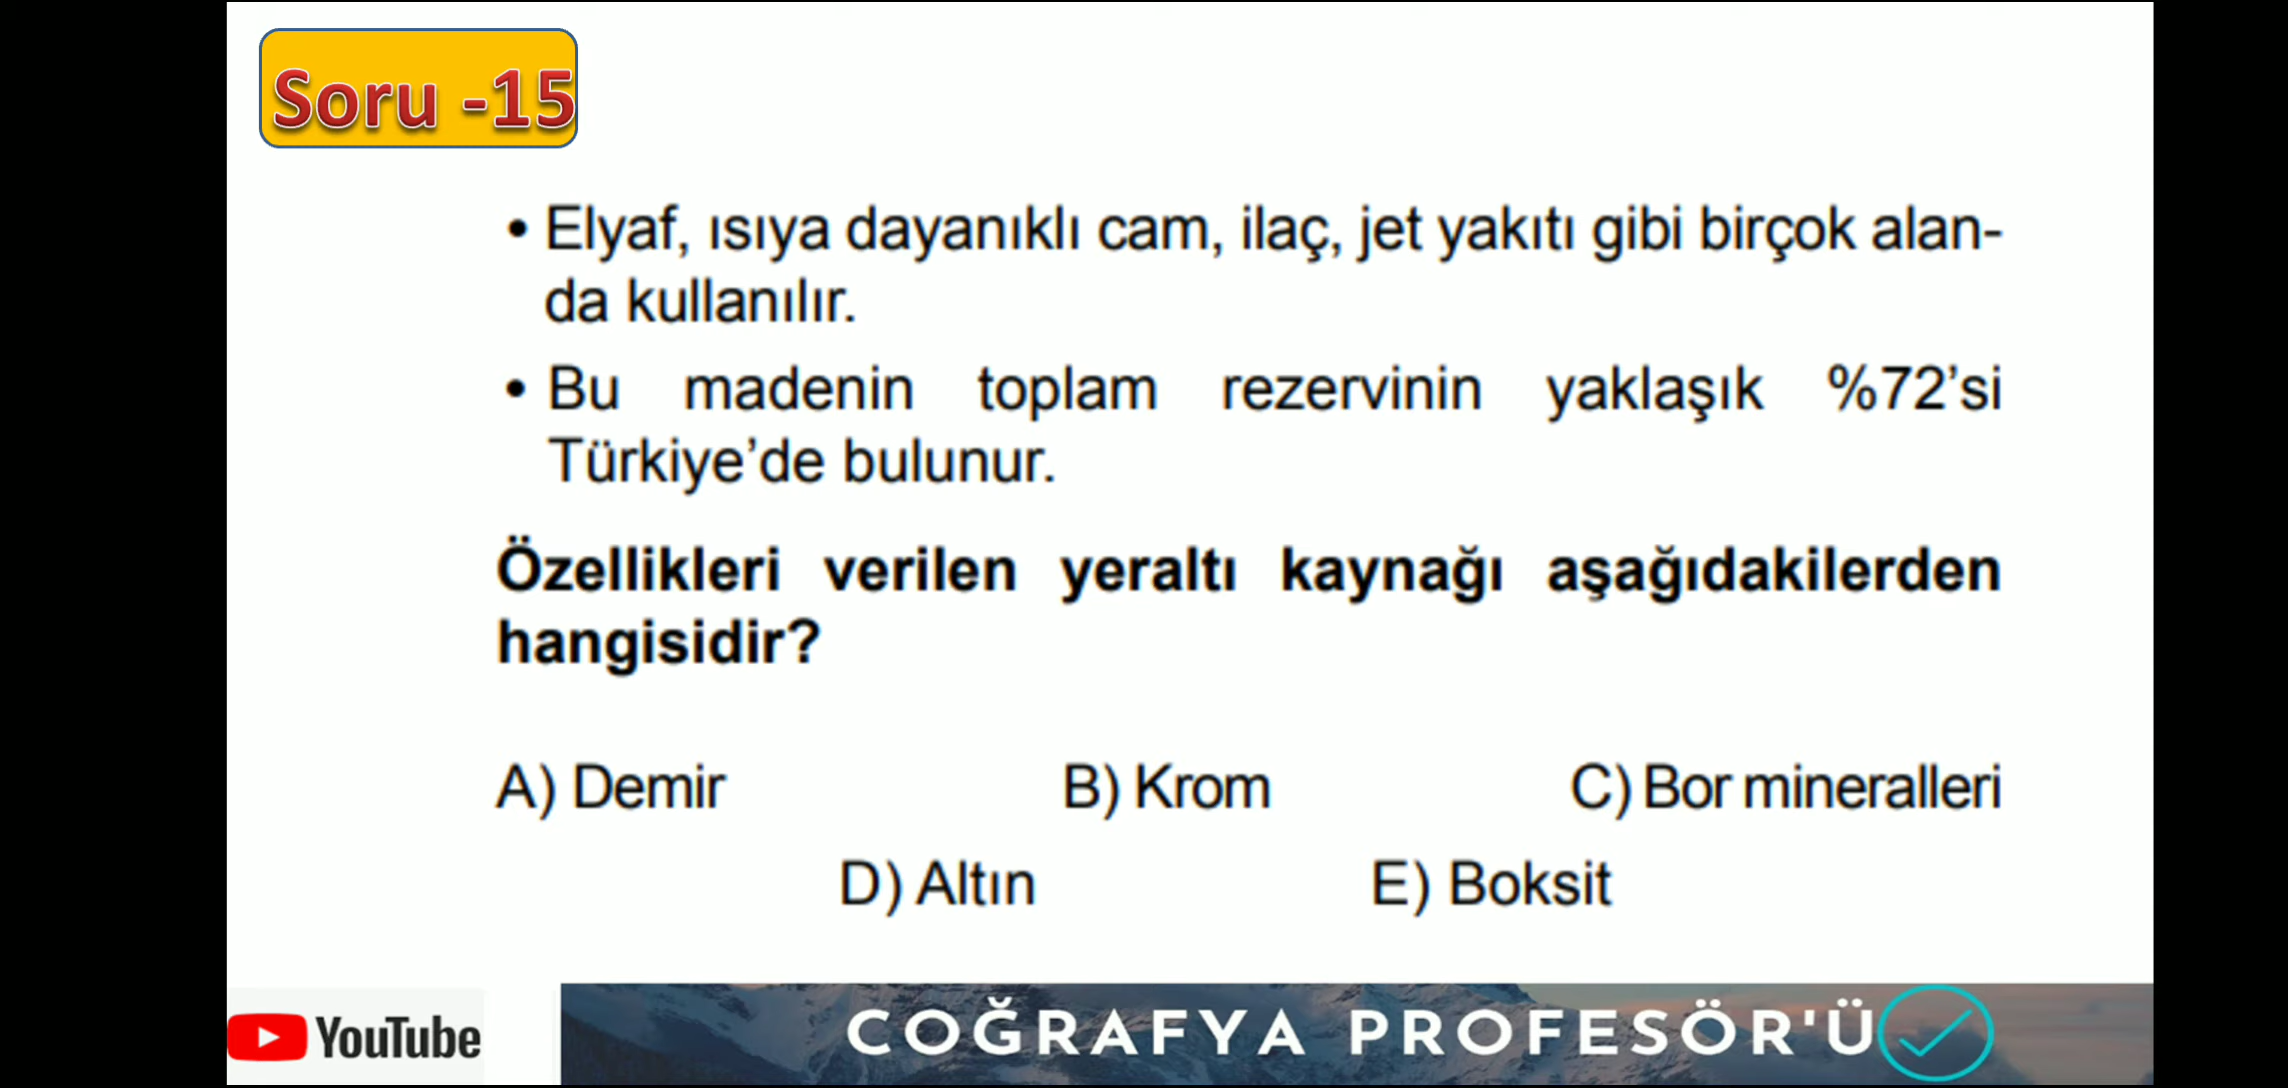 Soru -15
• Elyaf, ısıya dayanıklı cam, ilaç, jet yakıtı gibi birçok alan-
da kullanılır.
• Bu madenin toplam rezervinin yaklaşık %72’si
Türkiye’de bulunur.
Özellikleri verilen yeraltı kaynağı aşağıdakilerden
hangisidir?
A) Demir B) Krom C) Bor mineralleri
D) Altın E) Boksit
YouTube COĞRAFYA PROFESÖR'Ü